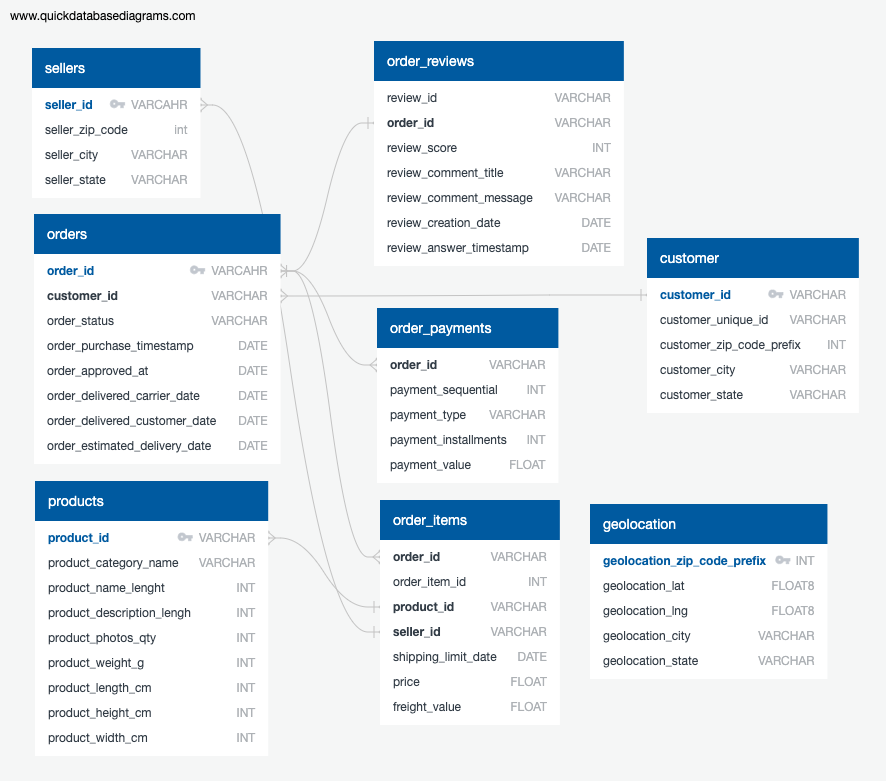 www.quickdatabasediagrams.com
sellers
seller_id VARCAHR
seller_zip_code int
seller_city VARCHAR
seller_state VARCHAR
orders
order_id VARCAHR
customer_id VARCHAR
order_status VARCHAR
order_purchase_timestamp DATE
order_approved_at DATE
order_delivered_carrier_date DATE
order_delivered_customer_date DATE
order_estimated_delivery_date DATE
products
product_id VARCHAR
product_category_name VARCHAR
product_name_lenght INT
product_description_lengh INT
product_photos_qty INT
product_weight_g INT
product_length_cm INT
product_height_cm INT
product_width_cm INT
order_reviews
review_id VARCHAR
order_id VARCHAR
review_score INT
review_comment_title VARCHAR
review_comment_message VARCHAR
review_creation_date DATE
review_answer_timestamp DATE
order_payments
order_id VARCHAR
payment_sequential INT
payment_type VARCHAR
payment_installments INT
payment_value FLOAT
order_items
order_id VARCHAR
order_item_id INT
product_id VARCHAR
seller_id VARCHAR
shipping_limit_date DATE
price FLOAT
freight_value FLOAT
customer
customer_id VARCHAR
customer_unique_id VARCHAR
customer_zip_code_prefix INT
customer_city VARCHAR
customer_state VARCHAR
geolocation
geolocation_zip_code_prefix INT
geolocation_lat FLOAT8
geolocation_lng FLOAT8
geolocation_city VARCHAR
geolocation_state VARCHAR